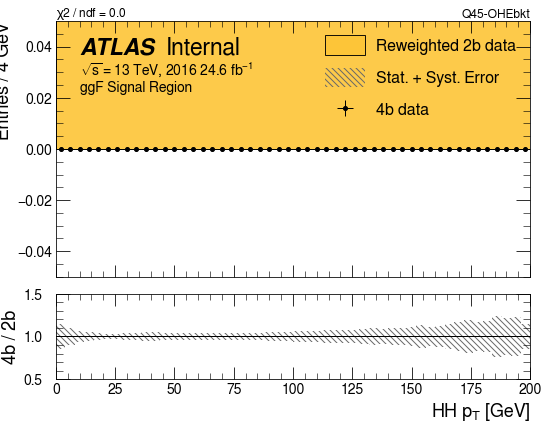 χ2 / ndf = 0.0
Q45-OHEbkt
ATLAS Internal
√s = 13 TeV, 2016 24.6 fb⁻¹
ggF Signal Region
Reweighted 2b data
Stat. + Syst. Error
4b data
Entries / 4 GeV
0.04
0.02
0.00
−0.02
−0.04
4b / 2b
1.5
1.0
0.5
0 25 50 75 100 125 150 175 200
HH pT [GeV]